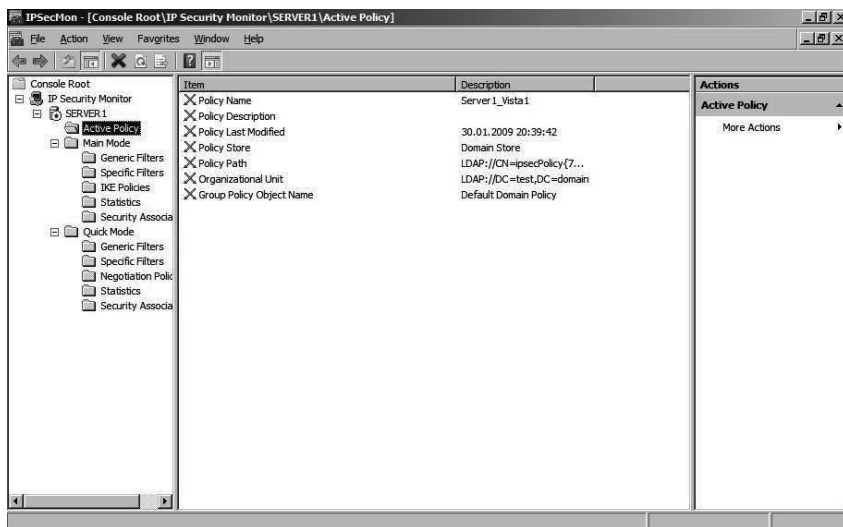 IPSecMon - [Console Root\IP Security Monitor\SERVER1\Active Policy]
File Action View Favorites Window Help
Console Root
IP Security Monitor
SERVER1
Active Policy
Main Mode
Generic Filters
Specific Filters
IKE Policies
Statistics
Security Associa
Quick Mode
Generic Filters
Specific Filters
Negotiation Polic
Statistics
Security Associa
Item Description
Policy Name Server1_Vista1
Policy Description
Policy Last Modified 30.01.2009 20:39:42
Policy Store Domain Store
Policy Path LDAP://CN=ipsecPolicy{7...
Organizational Unit LDAP://DC=test,DC=domain
Group Policy Object Name Default Domain Policy
Actions
Active Policy
More Actions